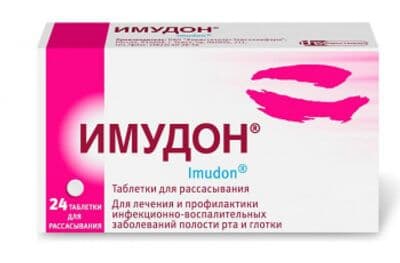 ИМУДОН®
Imudon®
Таблетки для рассасывания
24 ТАБЛЕТКИ
ДЛЯ
РАССАСЫВАНИЯ
Для лечения и профилактики
инфекционно-воспалительных
заболеваний полости рта и глотки